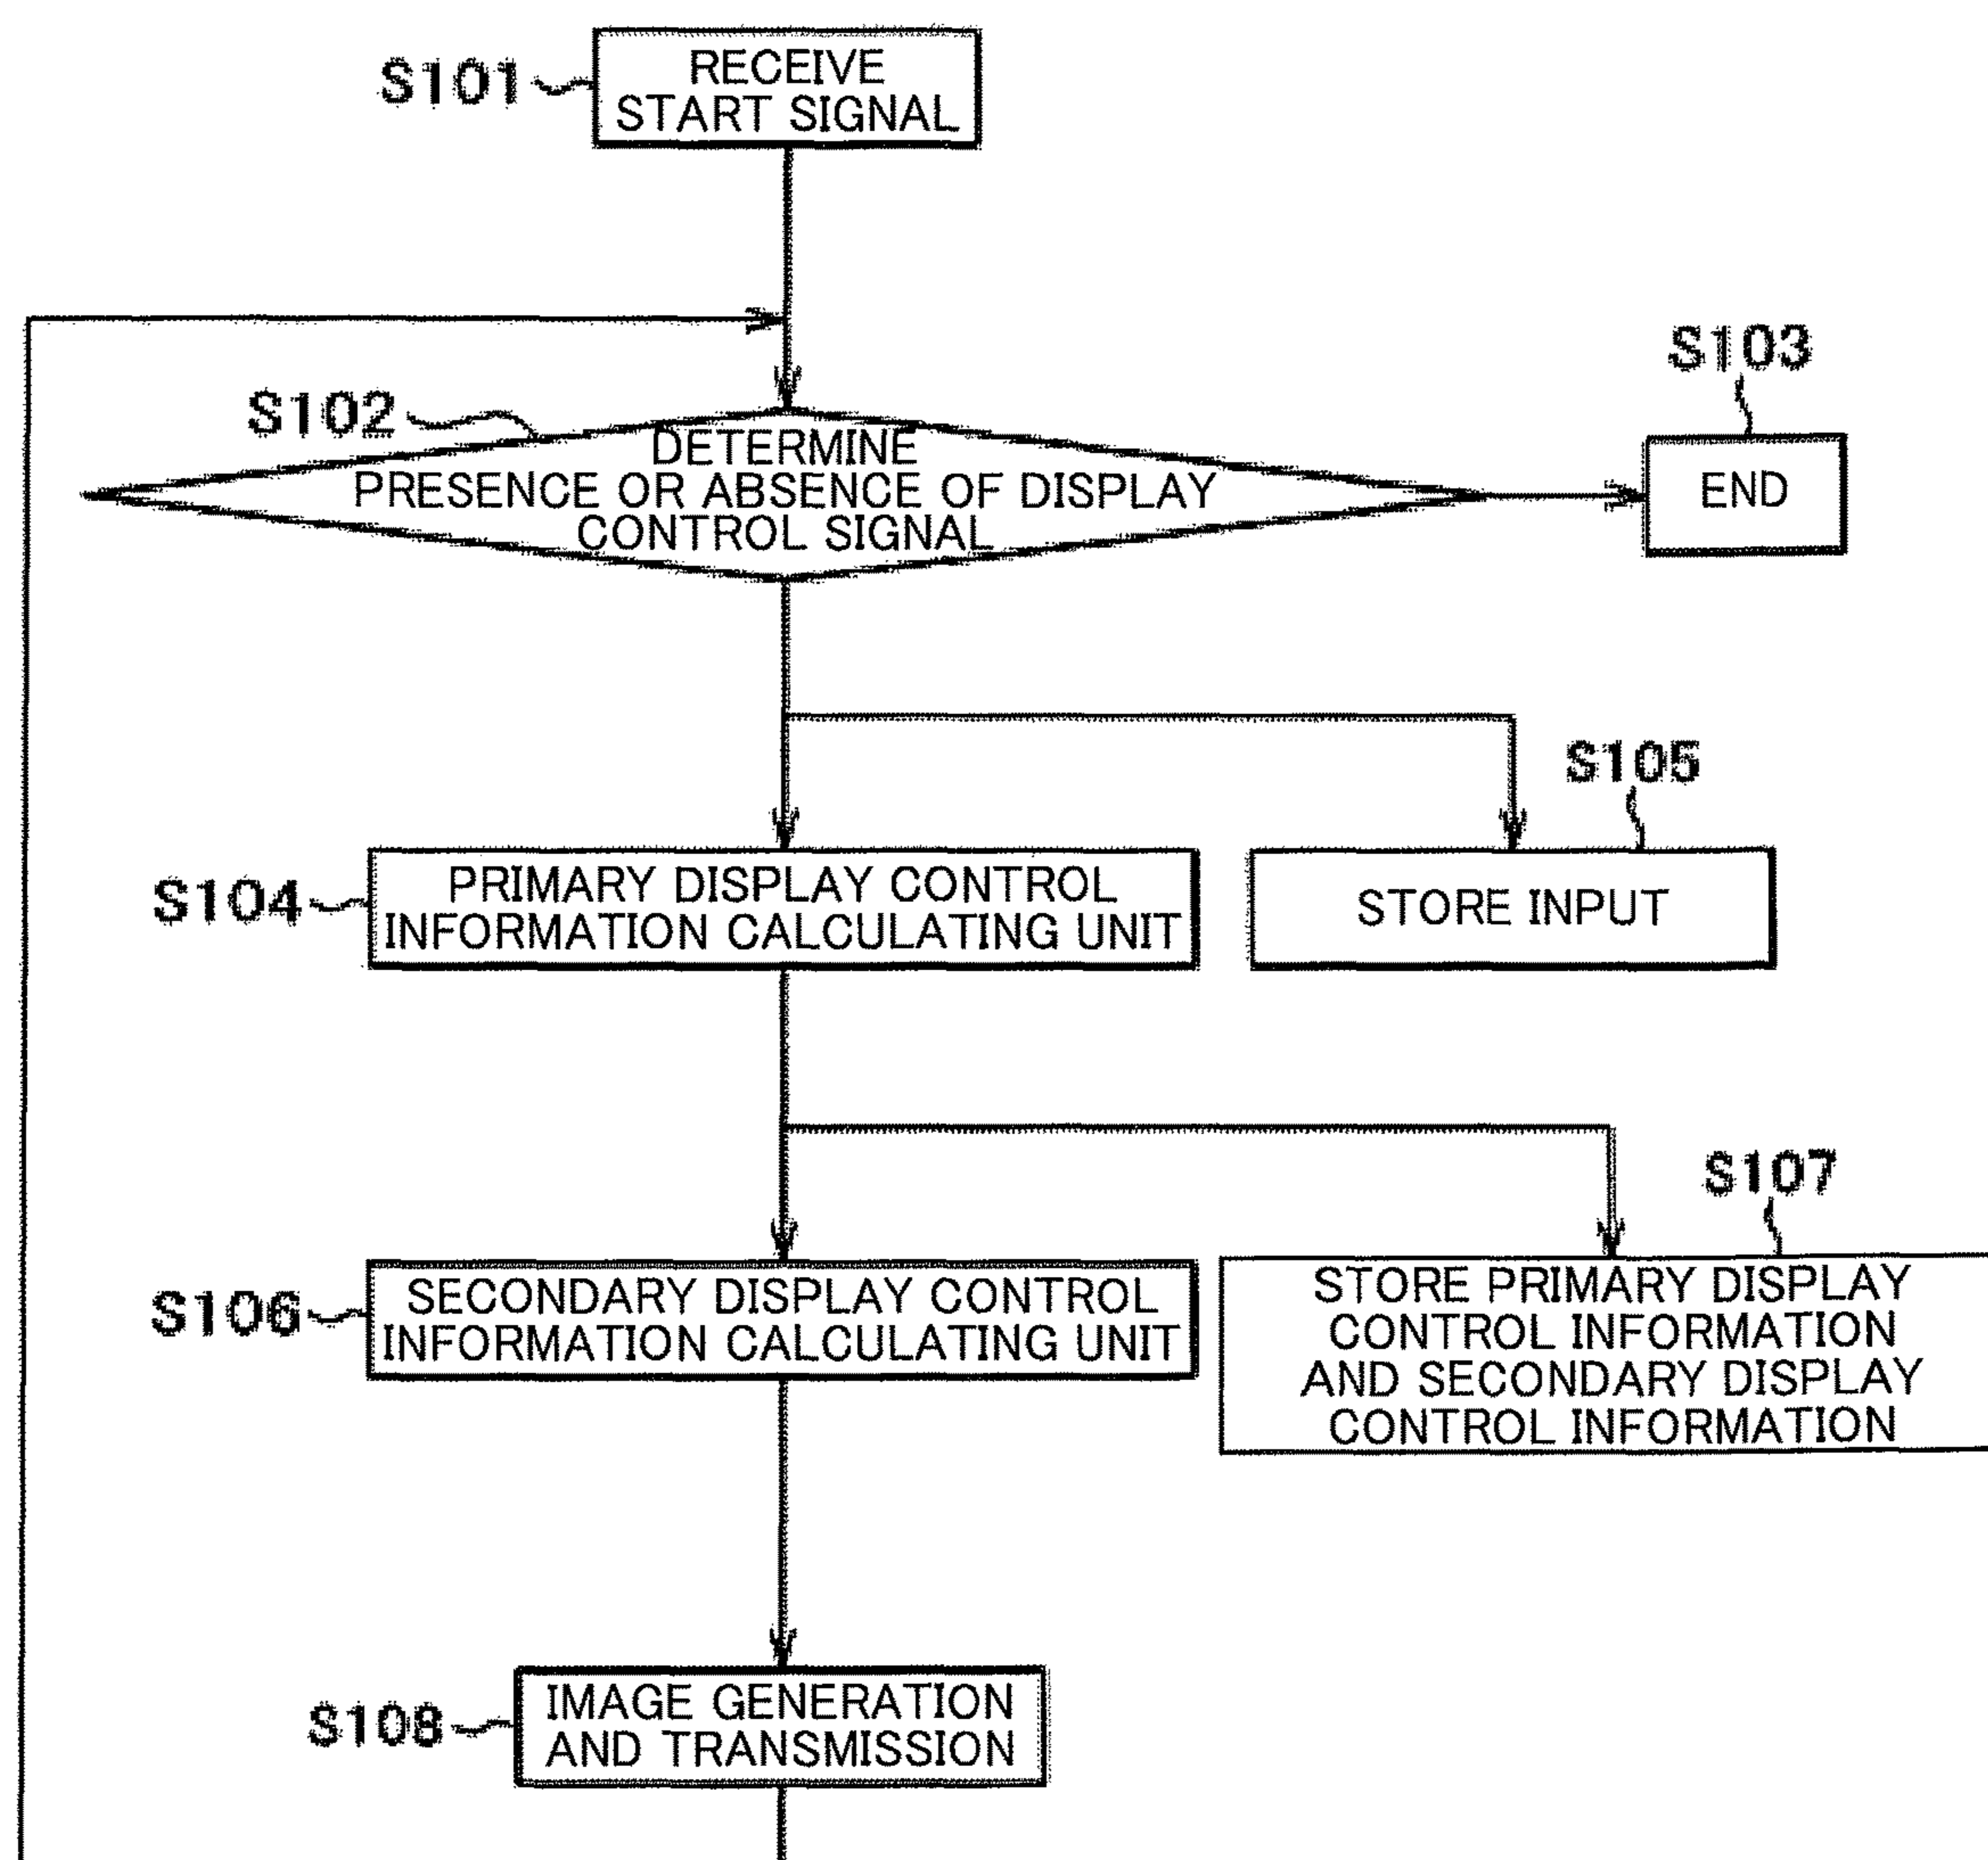 S101
RECEIVE
START SIGNAL
S103
S102
DETERMINE
PRESENCE OR ABSENCE OF DISPLAY
CONTROL SIGNAL
END
S105
S104
PRIMARY DISPLAY CONTROL
INFORMATION CALCULATING UNIT
STORE INPUT
S107
S106
SECONDARY DISPLAY CONTROL
INFORMATION CALCULATING UNIT
STORE PRIMARY DISPLAY
CONTROL INFORMATION
AND SECONDARY DISPLAY
CONTROL INFORMATION
S108
IMAGE GENERATION
AND TRANSMISSION